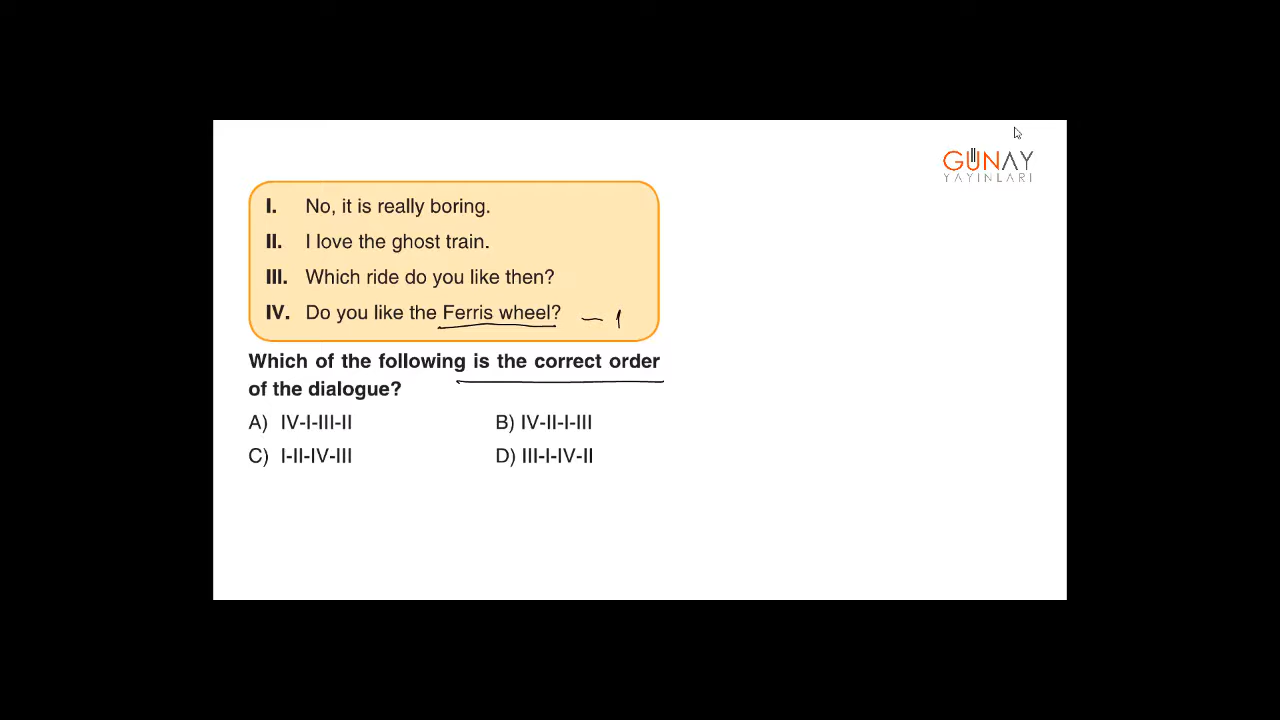 GÜNAY
YAYINLARI
I. No, it is really boring.
II. I love the ghost train.
III. Which ride do you like then?
IV. Do you like the Ferris wheel? — 1
Which of the following is the correct order
of the dialogue?
A) IV-I-III-II B) IV-II-I-III
C) I-II-IV-III D) III-I-IV-II